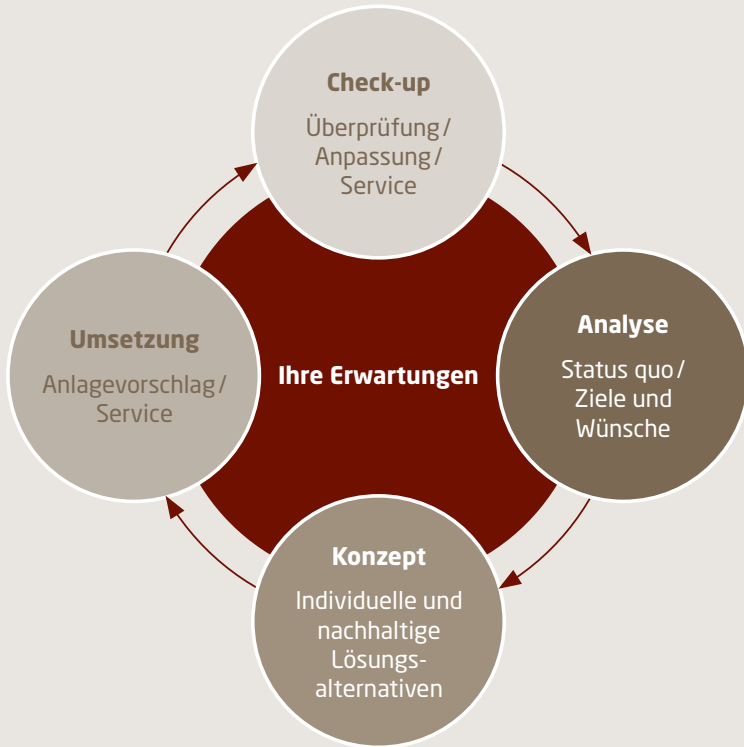 Check-up
Überprüfung/
Anpassung/
Service
Analyse
Status quo/
Ziele und
Wünsche
Konzept
Individuelle und
nachhaltige
Lösungs-
alternativen
Umsetzung
Anlagevorschlag/
Service
Ihre Erwartungen